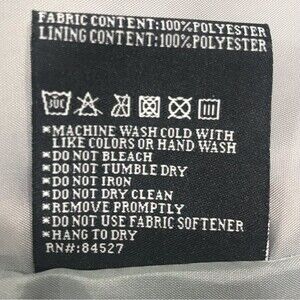 FABRIC CONTENT:100%POLYESTER
LINING CONTENT:100%POLYESTER
*MACHINE WASH COLD WITH
LIKE COLORS OR HAND WASH
*DO NOT BLEACH
*DO NOT TUMBLE DRY
*DO NOT IRON
*DO NOT DRY CLEAN
*REMOVE PROMPTLY
*DO NOT USE FABRIC SOFTENER
*HANG TO DRY
RN#:84527